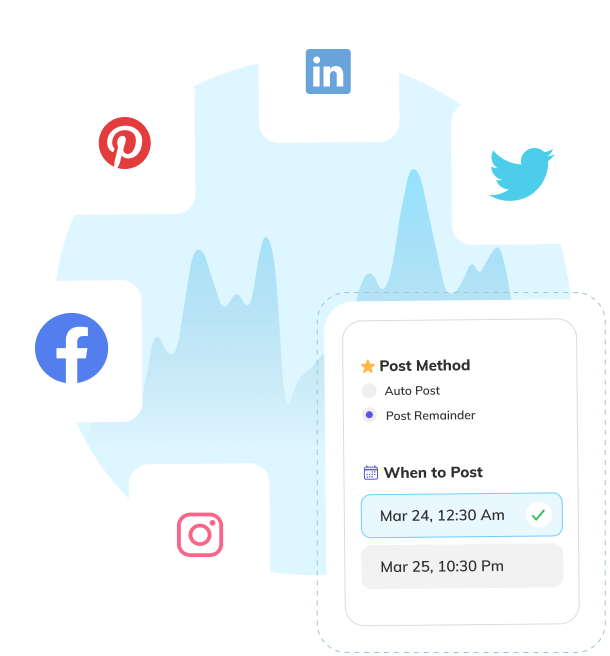 in
Post Method
Auto Post
Post Remainder
When to Post
Mar 24, 12:30 Am
Mar 25, 10:30 Pm